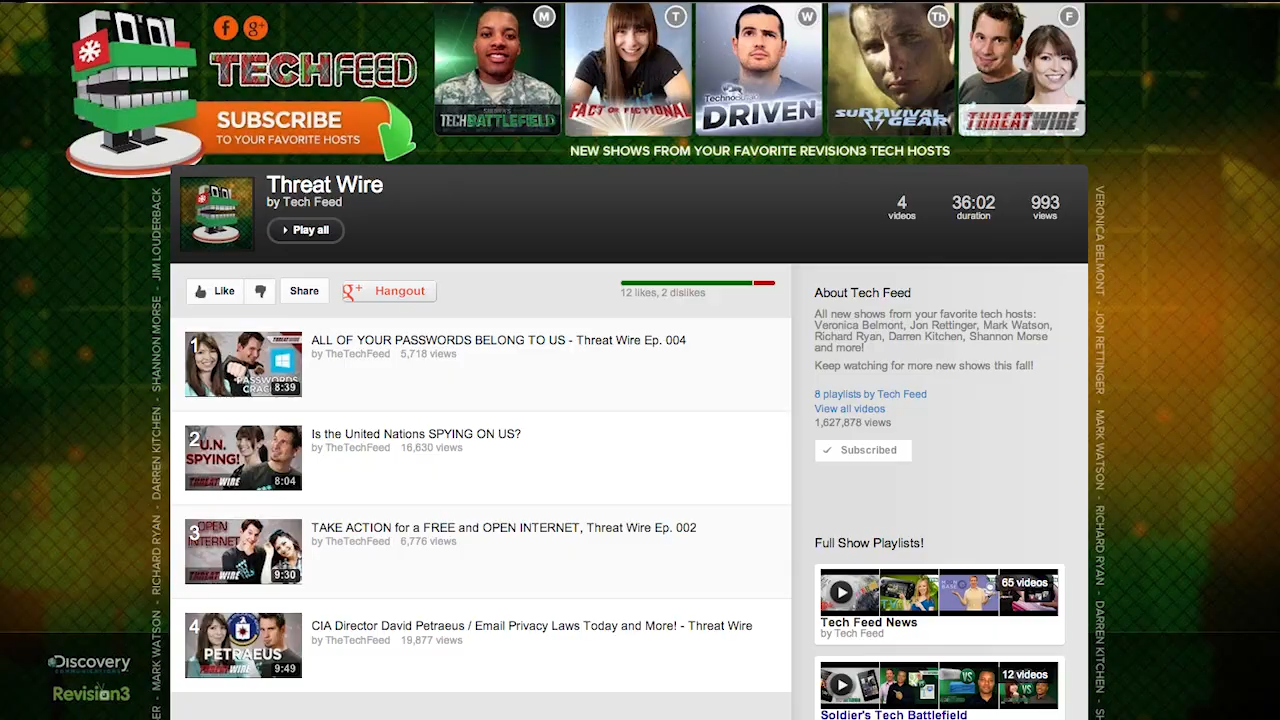 M
T
W
Th
F
TECHFEED
SUBSCRIBE
TO YOUR FAVORITE HOSTS
SOLDIER'S
TECHBATTLEFIELD
FACT OR FICTIONAL
DRIVEN
SURVIVAL
GEAR
THREATWIRE
NEW SHOWS FROM YOUR FAVORITE REVISION3 TECH HOSTS
Threat Wire
by Tech Feed
Play all
4
videos
36:02
duration
993
views
Like
Share
g+ Hangout
12 likes, 2 dislikes
1
PASSWORDS
8:39
ALL OF YOUR PASSWORDS BELONG TO US - Threat Wire Ep. 004
by TheTechFeed 5,718 views
2
U.N.
SPYING!
THREATWIRE
8:04
Is the United Nations SPYING ON US?
by TheTechFeed 16,630 views
3
OPEN
INTERNET
THREATWIRE
9:30
TAKE ACTION for a FREE and OPEN INTERNET, Threat Wire Ep. 002
by TheTechFeed 6,776 views
4
PETRAEUS
THREATWIRE
9:49
CIA Director David Petraeus / Email Privacy Laws Today and More! - Threat Wire
by TheTechFeed 19,877 views
About Tech Feed
All new shows from your favorite tech hosts:
Veronica Belmont, Jon Rettinger, Mark Watson,
Richard Ryan, Darren Kitchen, Shannon Morse
and more!
Keep watching for more new shows this fall!
8 playlists by Tech Feed
View all videos
1,627,878 views
Subscribed
Full Show Playlists!
65 videos
Tech Feed News
by Tech Feed
12 videos
Soldier's Tech Battlefield
MARK WATSON - RICHARD RYAN - DARREN KITCHEN - SHANNON MORSE - JIM LOUDERBACK
VERONICA BELMONT - JON RETTINGER - MARK WATSON - RICHARD RYAN - DARREN KITCHEN - SH
Discovery
COMMUNICATIONS
Revision3